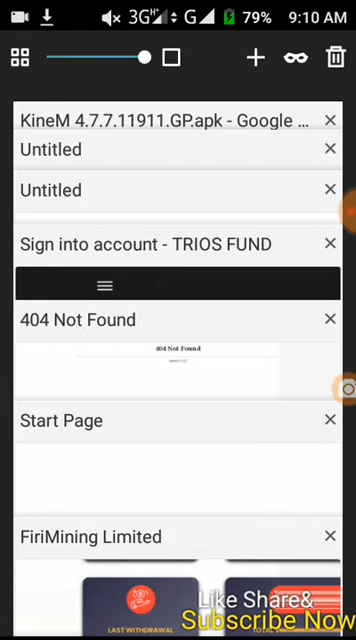 3G H+ G 79% 9:10 AM
KineM 4.7.7.11911.GP.apk - Google ...
Untitled
Untitled
Sign into account - TRIOS FUND
404 Not Found
404 Not Found
Start Page
FiriMining Limited
Like Share&
Subscribe Now
LAST WITHDRAWAL